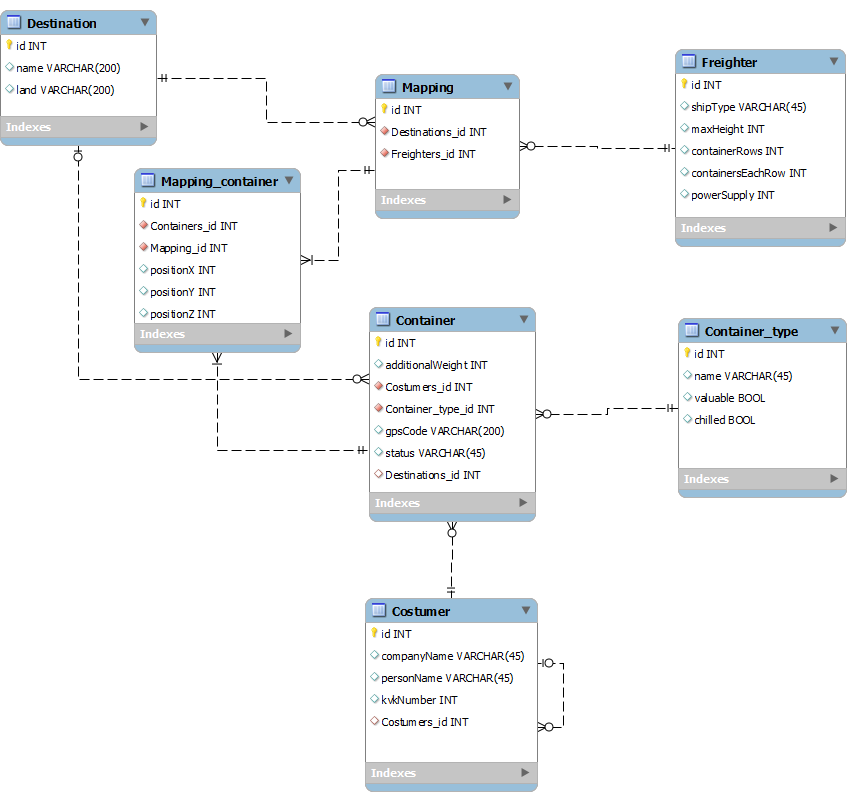 Destination
id INT
name VARCHAR(200)
land VARCHAR(200)
Indexes
Mapping
id INT
Destinations_id INT
Freighters_id INT
Indexes
Freighter
id INT
shipType VARCHAR(45)
maxHeight INT
containerRows INT
containersEachRow INT
powerSupply INT
Indexes
Mapping_container
id INT
Containers_id INT
Mapping_id INT
positionX INT
positionY INT
positionZ INT
Indexes
Container
id INT
additionalWeight INT
Costumers_id INT
Container_type_id INT
gpsCode VARCHAR(200)
status VARCHAR(45)
Destinations_id INT
Indexes
Container_type
id INT
name VARCHAR(45)
valuable BOOL
chilled BOOL
Indexes
Costumer
id INT
companyName VARCHAR(45)
personName VARCHAR(45)
kvkNumber INT
Costumers_id INT
Indexes